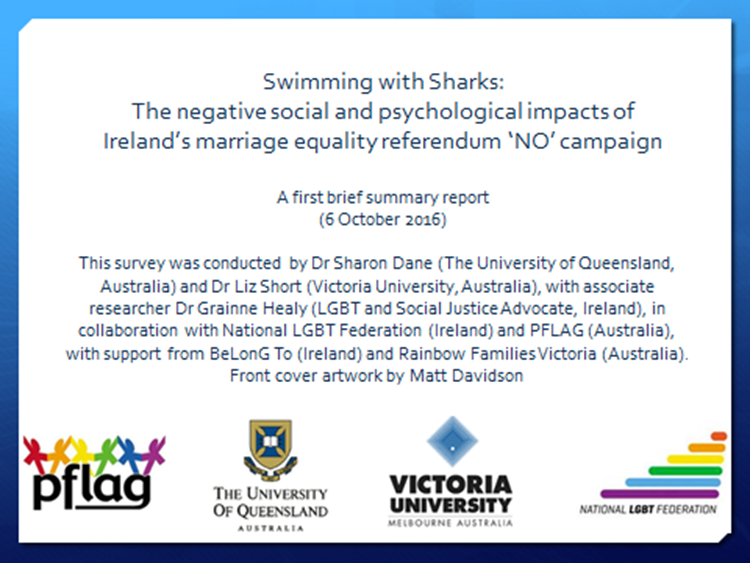 Swimming with Sharks:
The negative social and psychological impacts of
Ireland's marriage equality referendum 'NO' campaign
A first brief summary report
(6 October 2016)
This survey was conducted by Dr Sharon Dane (The University of Queensland,
Australia) and Dr Liz Short (Victoria University, Australia), with associate
researcher Dr Grainne Healy (LGBT and Social Justice Advocate, Ireland), in
collaboration with National LGBT Federation (Ireland) and PFLAG (Australia),
with support from BeLonG To (Ireland) and Rainbow Families Victoria (Australia).
Front cover artwork by Matt Davidson
pflag
THE UNIVERSITY
OF QUEENSLAND
AUSTRALIA
VICTORIA
UNIVERSITY
MELBOURNE AUSTRALIA
NATIONAL LGBT FEDERATION